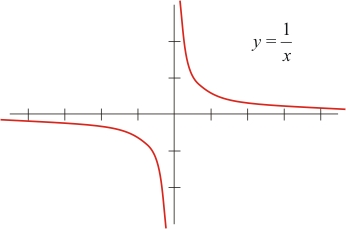 y = 1/x